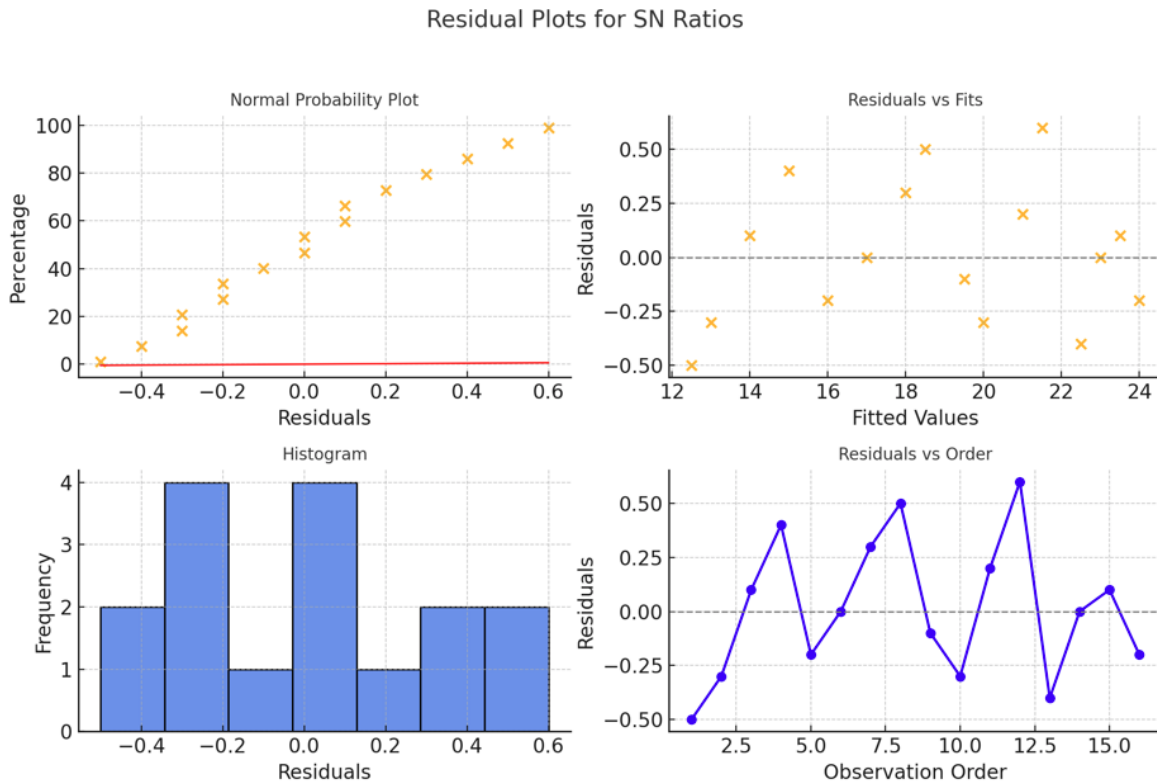 Residual Plots for SN Ratios
Normal Probability Plot
Percentage
100
80
60
40
20
0
−0.4 −0.2 0.0 0.2 0.4 0.6
Residuals
Residuals vs Fits
Residuals
0.50
0.25
0.00
−0.25
−0.50
12 14 16 18 20 22 24
Fitted Values
Histogram
Frequency
4
3
2
1
0
−0.4 −0.2 0.0 0.2 0.4 0.6
Residuals
Residuals vs Order
Residuals
0.50
0.25
0.00
−0.25
−0.50
2.5 5.0 7.5 10.0 12.5 15.0
Observation Order